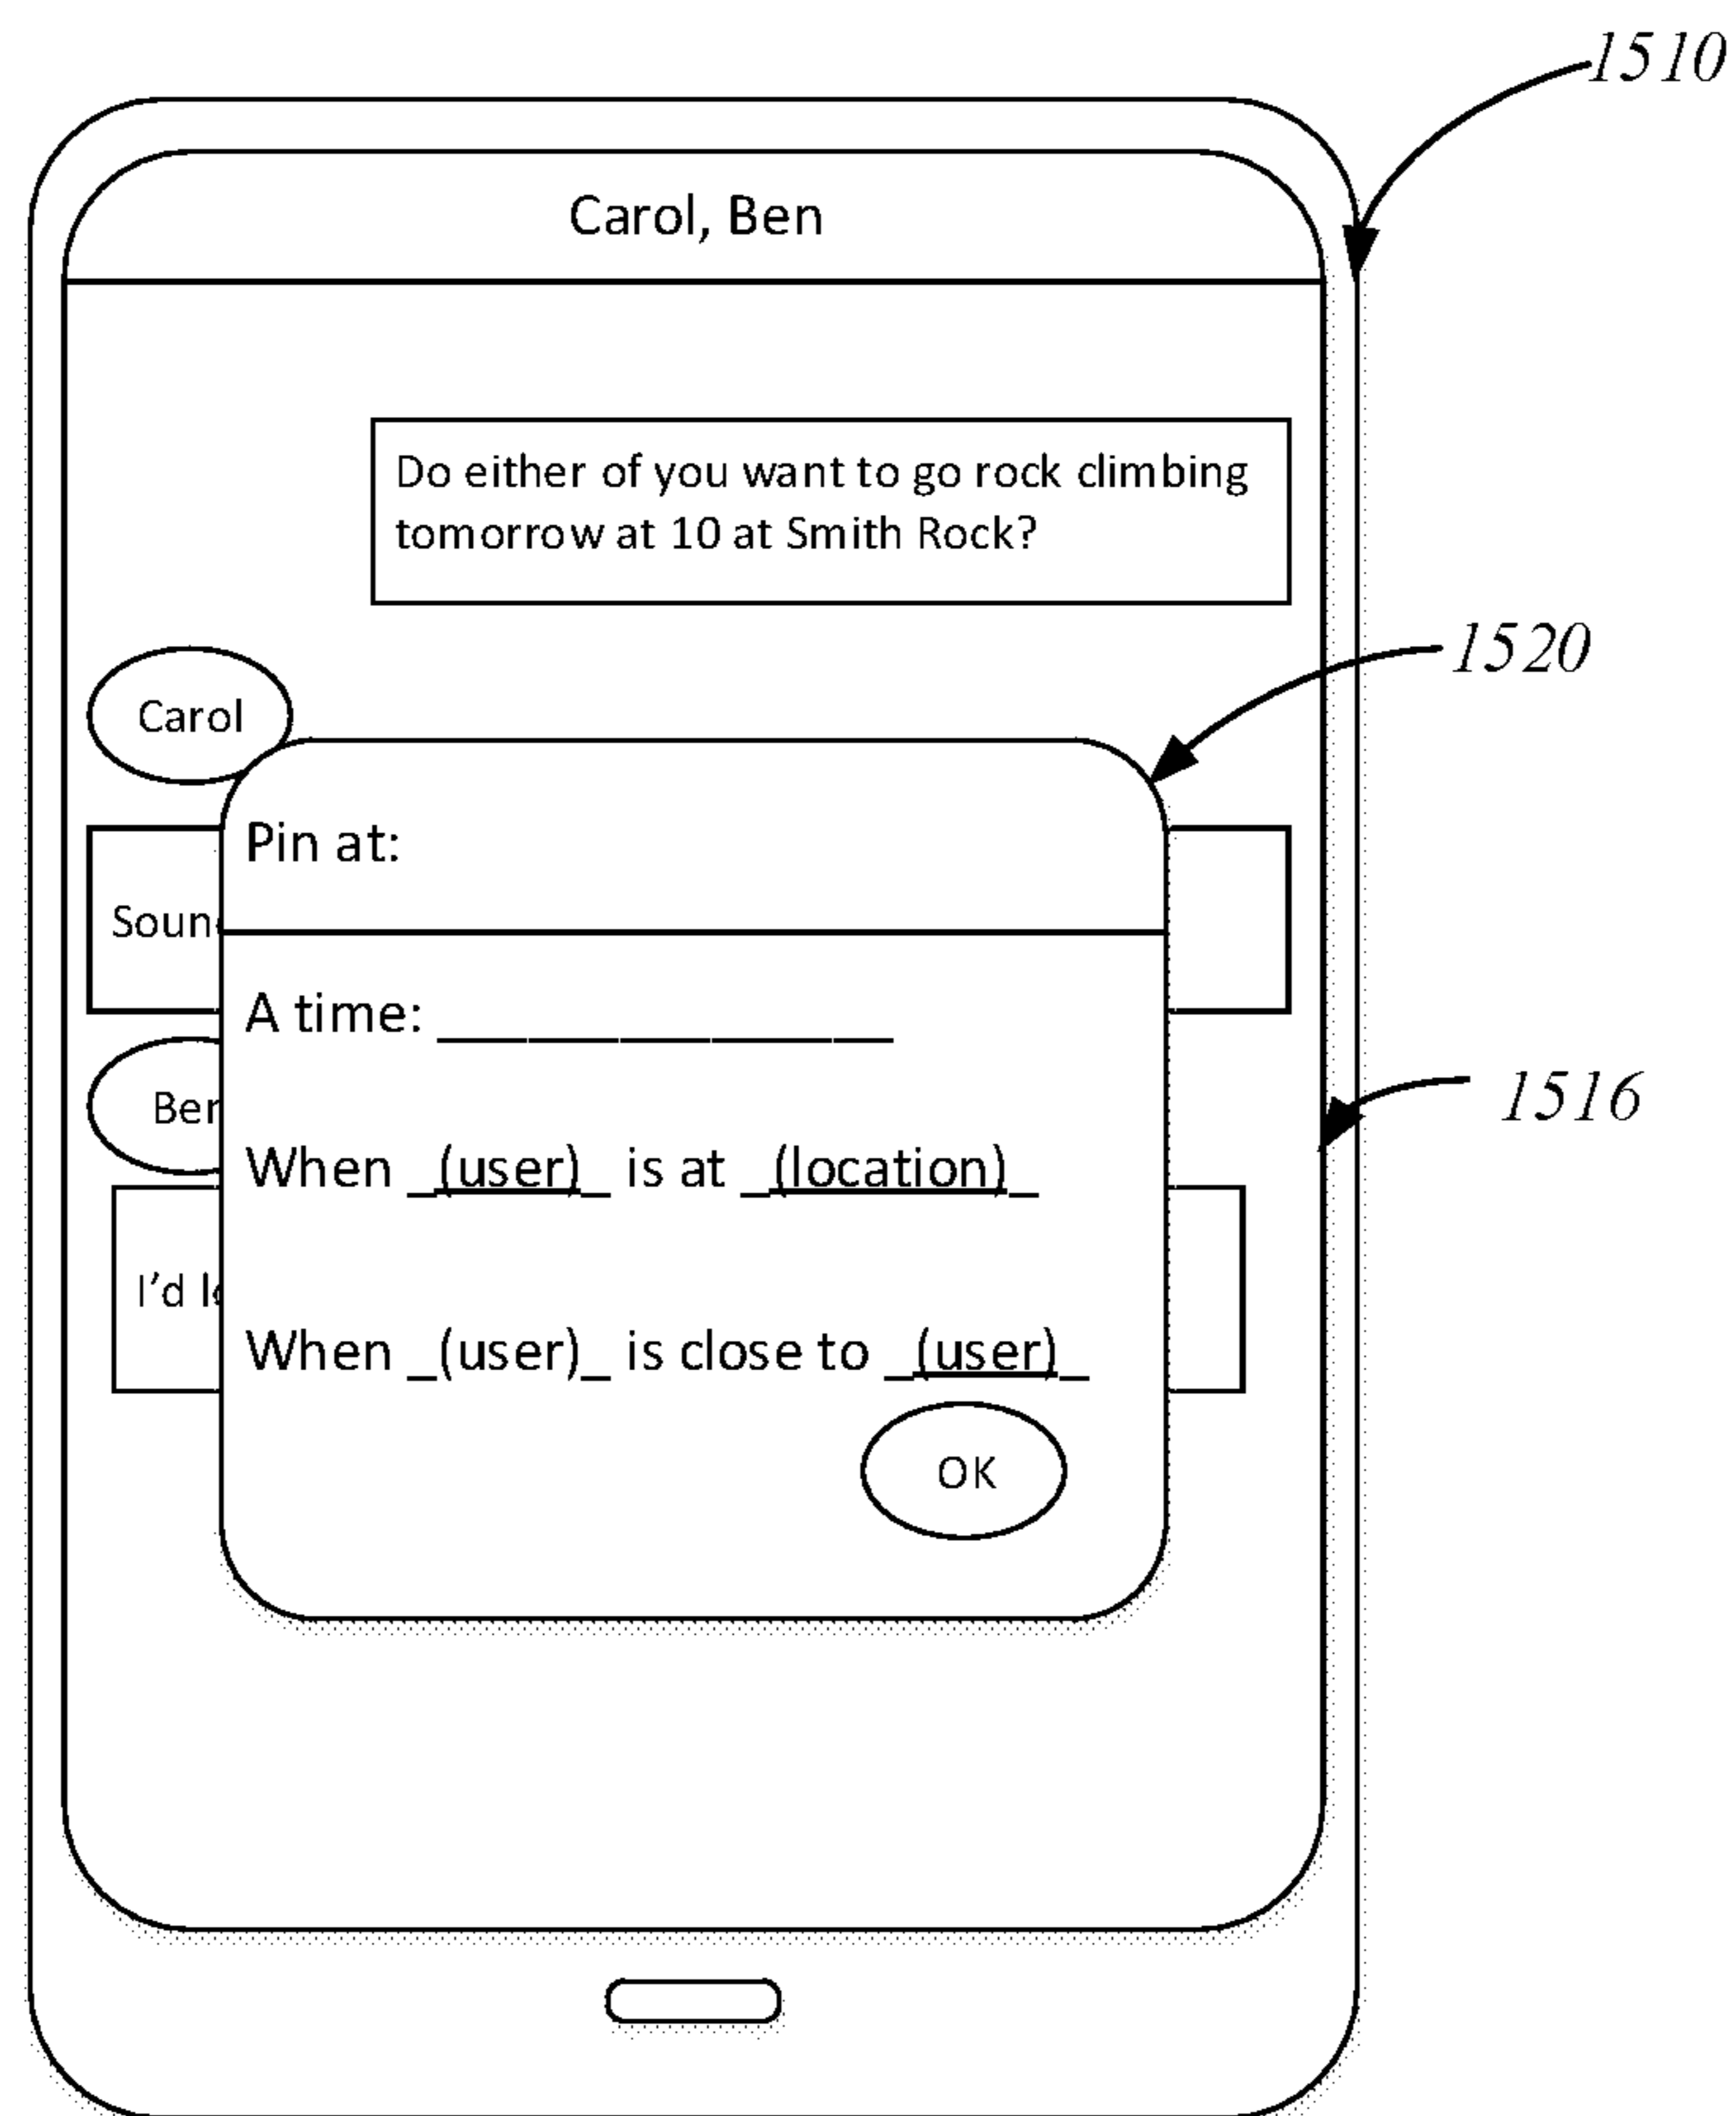 1510
Carol, Ben
Do either of you want to go rock climbing
tomorrow at 10 at Smith Rock?
1520
Carol
Pin at:
Soun
A time: _______________
1516
Ben
When _(user)_ is at _(location)_
I'd l
When _(user)_ is close to _(user)_
OK